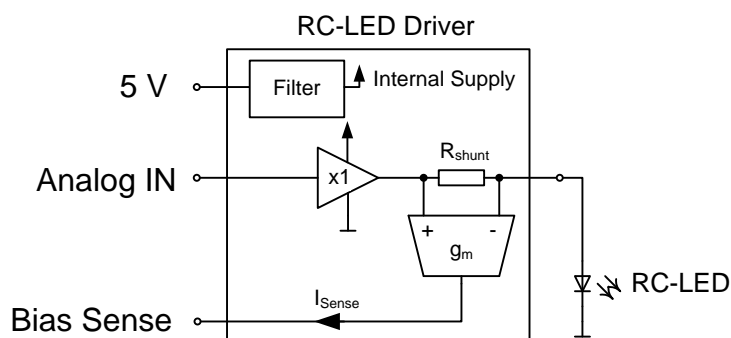 RC-LED Driver
5 V
Filter
Internal Supply
Analog IN
x1
Rshunt
+
-
gm
ISense
RC-LED
Bias Sense